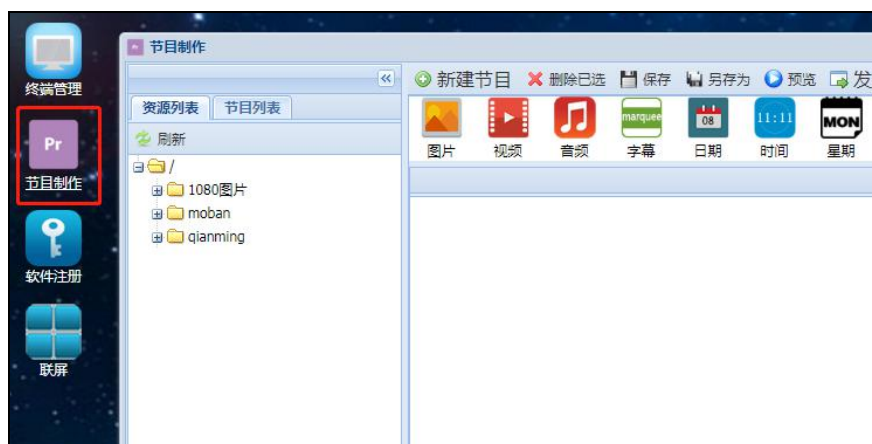 终端管理
Pr
节目制作
软件注册
联屏
节目制作
资源列表 节目列表
刷新
/
1080图片
moban
qianming
新建节目 删除已选 保存 另存为 预览 发
marquee 08 11:11 MON
图片 视频 音频 字幕 日期 时间 星期